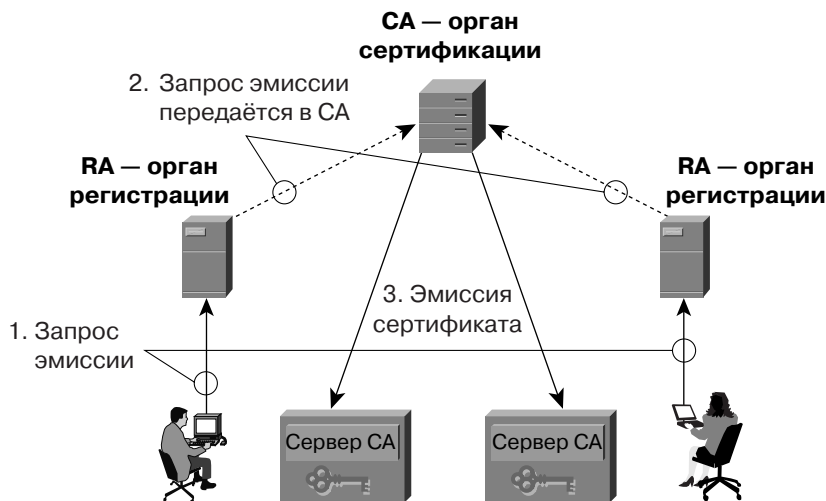 CA — орган
сертификации
2. Запрос эмиссии
передаётся в CA
RA — орган
регистрации
RA — орган
регистрации
3. Эмиссия
сертификата
1. Запрос
эмиссии
Сервер CA
Сервер CA